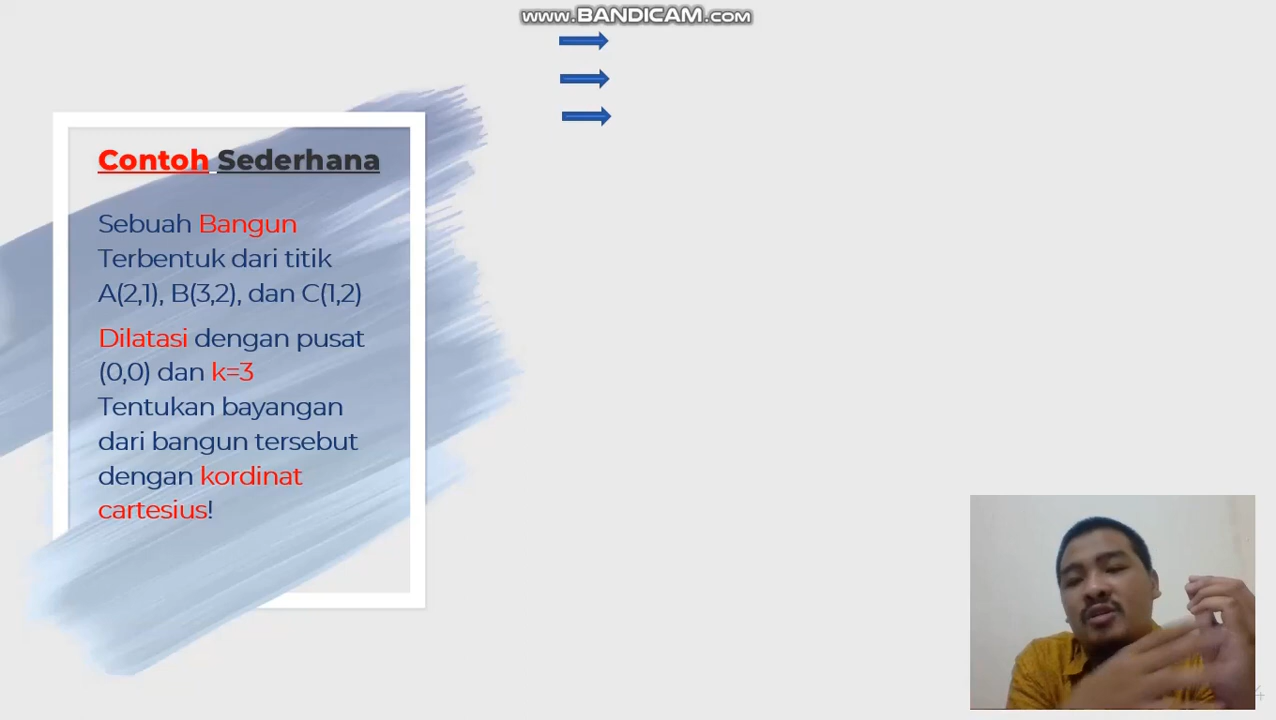 www.BANDICAM.com
Contoh Sederhana
Sebuah Bangun
Terbentuk dari titik
A(2,1), B(3,2), dan C(1,2)
Dilatasi dengan pusat
(0,0) dan k=3
Tentukan bayangan
dari bangun tersebut
dengan kordinat
cartesius!